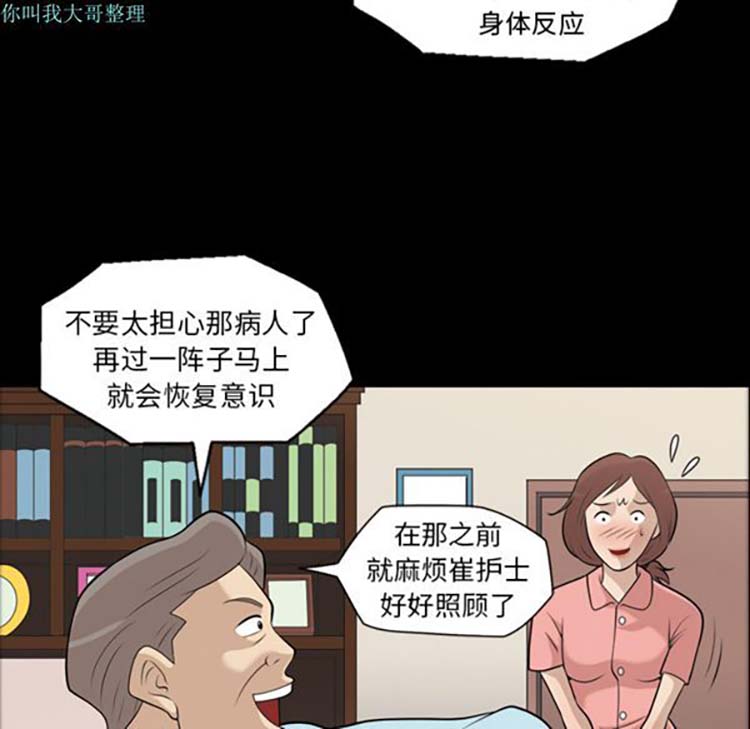 你叫我大哥整理
身体反应
不要太担心那病人了
再过一阵子马上
就会恢复意识
在那之前
就麻烦崔护士
好好照顾了